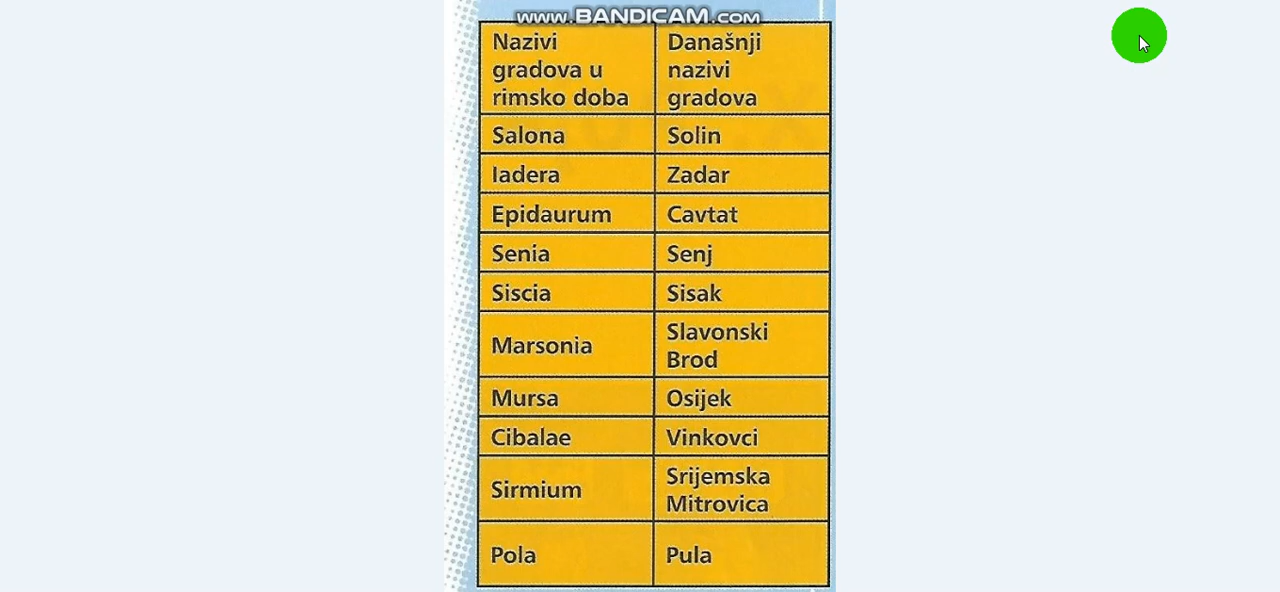 www.BANDICAM.com
Nazivi
gradova u
rimsko doba
Današnji
nazivi
gradova
Salona
Solin
Iadera
Zadar
Epidaurum
Cavtat
Senia
Senj
Siscia
Sisak
Marsonia
Slavonski
Brod
Mursa
Osijek
Cibalae
Vinkovci
Sirmium
Srijemska
Mitrovica
Pola
Pula